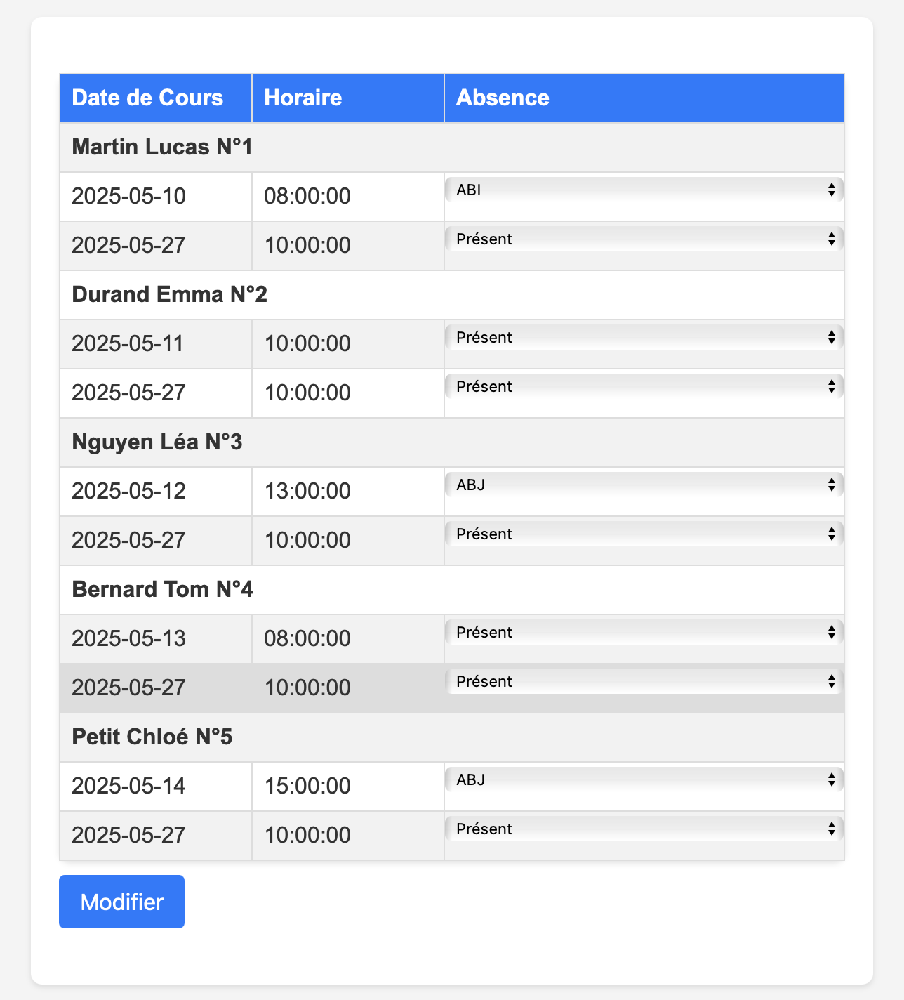 Date de Cours Horaire Absence
Martin Lucas N°1
2025-05-10 08:00:00 ABI
2025-05-27 10:00:00 Présent
Durand Emma N°2
2025-05-11 10:00:00 Présent
2025-05-27 10:00:00 Présent
Nguyen Léa N°3
2025-05-12 13:00:00 ABJ
2025-05-27 10:00:00 Présent
Bernard Tom N°4
2025-05-13 08:00:00 Présent
2025-05-27 10:00:00 Présent
Petit Chloé N°5
2025-05-14 15:00:00 ABJ
2025-05-27 10:00:00 Présent
Modifier